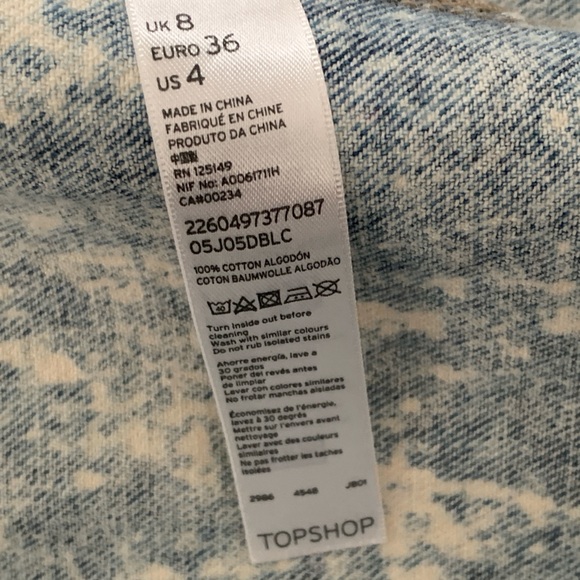 UK 8
EURO 36
US 4
MADE IN CHINA
FABRIQUÉ EN CHINE
PRODUTO DA CHINA
中国製
RN 125149
NIF No: A0061711H
CA#00234
2260497377087
05J05DBLC
100% COTTON ALGODÓN
COTON BAUMWOLLE ALGODÃO
40
Turn inside out before
cleaning
Wash with similar colours
Do not rub isolated stains
Ahorre energía, lave a
30 grados
Poner del revés antes
de limpiar
Lavar con colores similares
No frotar manchas aisladas
Économisez de l'énergie,
lavez à 30 degrés
Mettre sur l'envers avant
nettoyage
Laver avec des couleurs
similaires
Ne pas frotter les taches
isolées
2986 4548 JB01
TOPSHOP